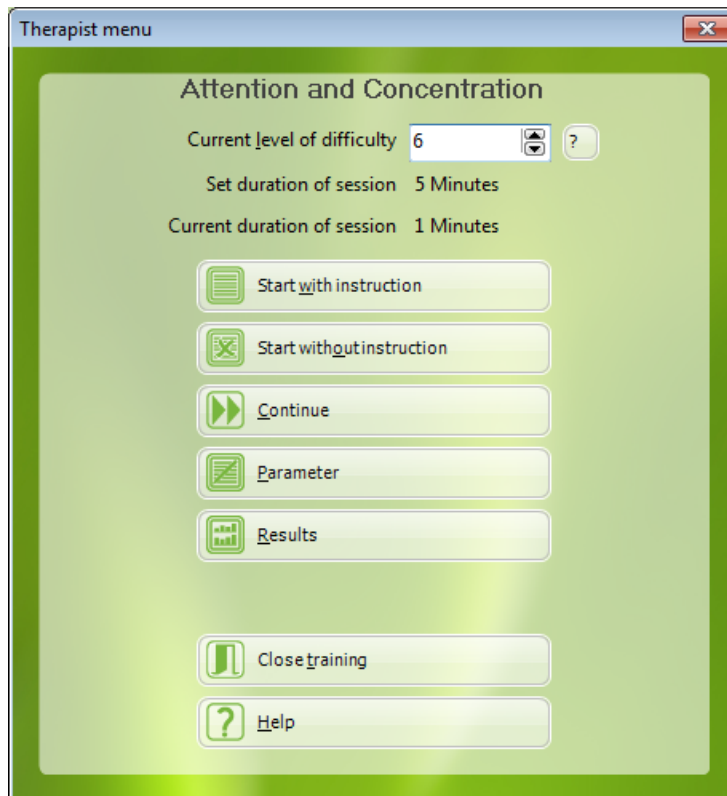 Therapist menu
Attention and Concentration
Current level of difficulty 6 ?
Set duration of session 5 Minutes
Current duration of session 1 Minutes
Start with instruction
Start without instruction
Continue
Parameter
Results
Close training
? Help